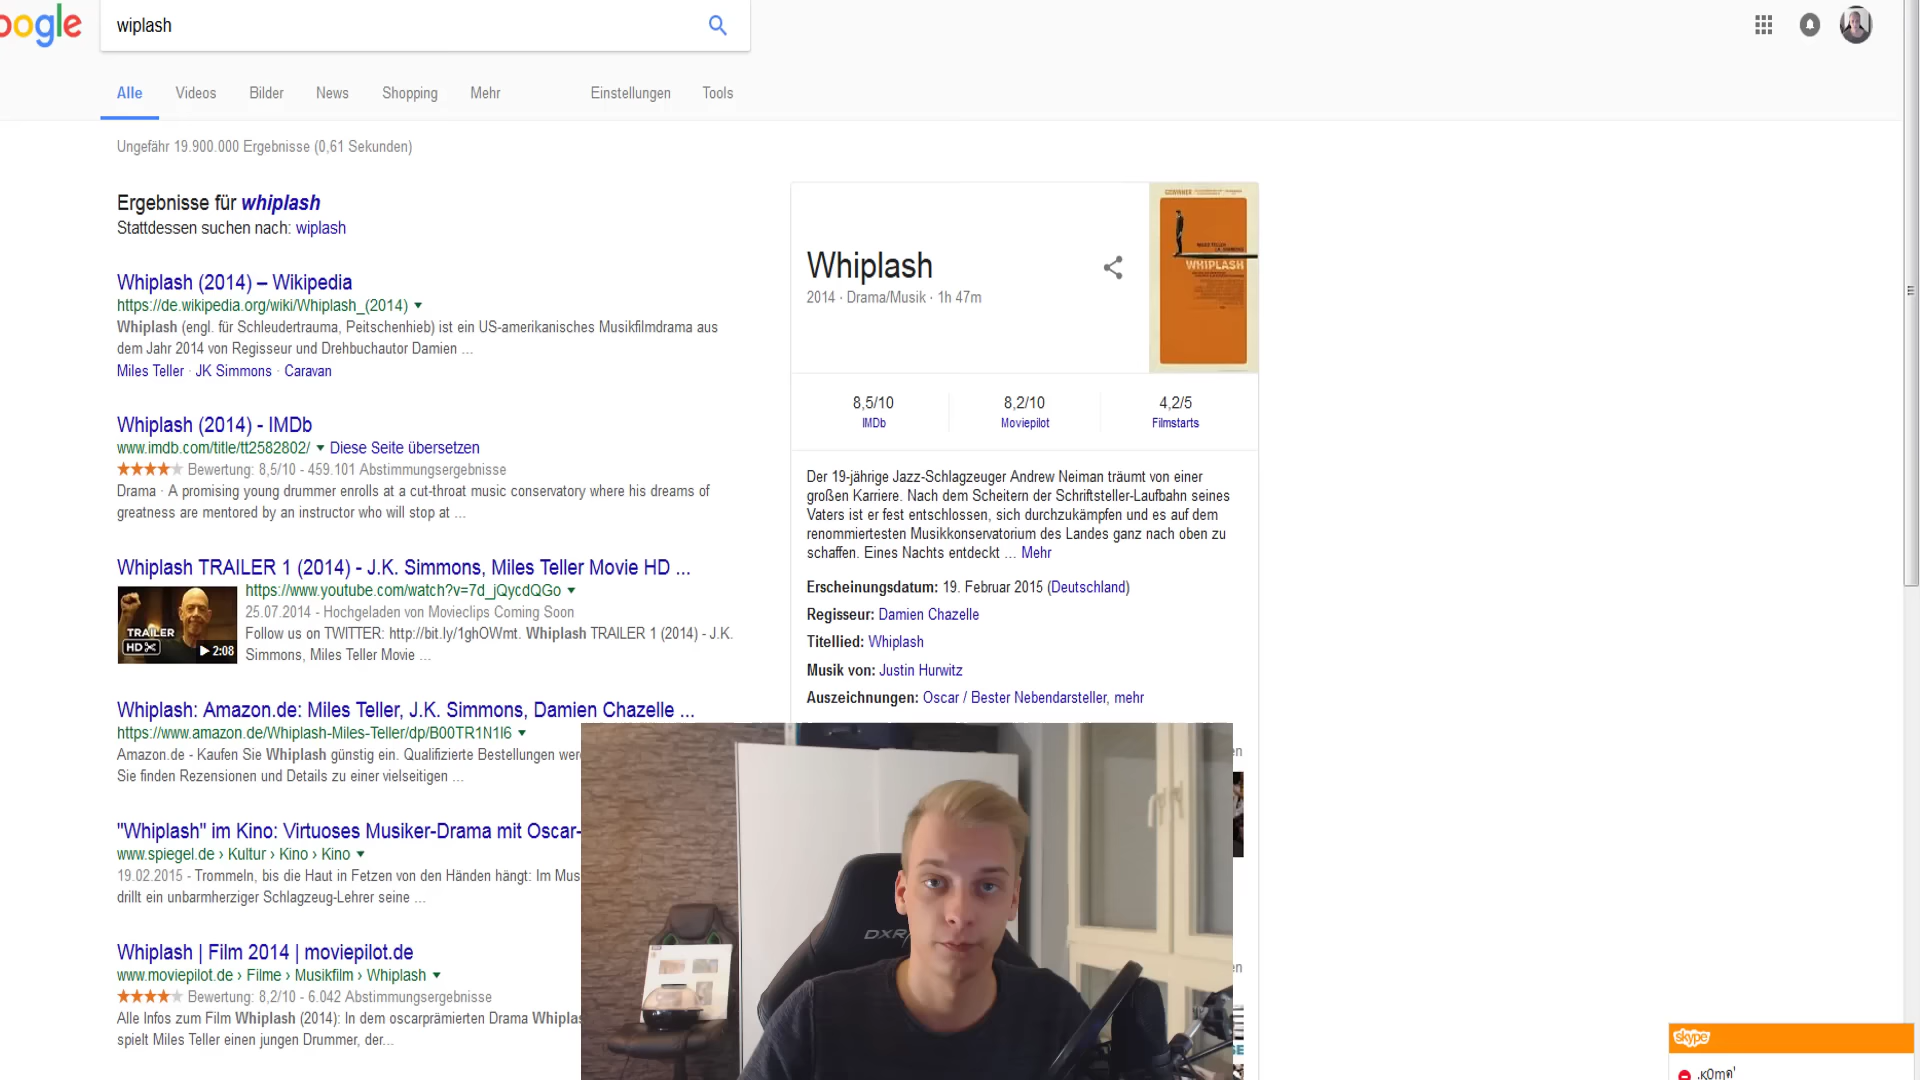 oogle
wiplash
Alle Videos Bilder News Shopping Mehr Einstellungen Tools
Ungefähr 19.900.000 Ergebnisse (0,61 Sekunden)
Ergebnisse für whiplash
Stattdessen suchen nach: wiplash
Whiplash (2014) – Wikipedia
https://de.wikipedia.org/wiki/Whiplash_(2014)
Whiplash (engl. für Schleudertrauma, Peitschenhieb) ist ein US-amerikanisches Musikfilmdrama aus
dem Jahr 2014 von Regisseur und Drehbuchautor Damien ...
Miles Teller · JK Simmons · Caravan
Whiplash (2014) - IMDb
www.imdb.com/title/tt2582802/ Diese Seite übersetzen
Bewertung: 8,5/10 - 459.101 Abstimmungsergebnisse
Drama · A promising young drummer enrolls at a cut-throat music conservatory where his dreams of
greatness are mentored by an instructor who will stop at ...
Whiplash TRAILER 1 (2014) - J.K. Simmons, Miles Teller Movie HD ...
TRAILER
HD
2:08
https://www.youtube.com/watch?v=7d_jQycdQGo
25.07.2014 - Hochgeladen von Movieclips Coming Soon
Follow us on TWITTER: http://bit.ly/1ghOWmt. Whiplash TRAILER 1 (2014) - J.K.
Simmons, Miles Teller Movie ...
Whiplash: Amazon.de: Miles Teller, J.K. Simmons, Damien Chazelle ...
https://www.amazon.de/Whiplash-Miles-Teller/dp/B00TR1N1I6
Amazon.de - Kaufen Sie Whiplash günstig ein. Qualifizierte Bestellungen wer
Sie finden Rezensionen und Details zu einer vielseitigen ...
"Whiplash" im Kino: Virtuoses Musiker-Drama mit Oscar-
www.spiegel.de › Kultur › Kino › Kino
19.02.2015 - Trommeln, bis die Haut in Fetzen von den Händen hängt: Im Mus
drillt ein unbarmherziger Schlagzeug-Lehrer seine ...
Whiplash | Film 2014 | moviepilot.de
www.moviepilot.de › Filme › Musikfilm › Whiplash
Bewertung: 8,2/10 - 6.042 Abstimmungsergebnisse
Alle Infos zum Film Whiplash (2014): In dem oscarprämierten Drama Whiplas
spielt Miles Teller einen jungen Drummer, der...
Whiplash
2014 · Drama/Musik · 1h 47m
WHIPLASH
8,5/10 8,2/10 4,2/5
IMDb Moviepilot Filmstarts
Der 19-jährige Jazz-Schlagzeuger Andrew Neiman träumt von einer
großen Karriere. Nach dem Scheitern der Schriftsteller-Laufbahn seines
Vaters ist er fest entschlossen, sich durchzukämpfen und es auf dem
renommiertesten Musikkonservatorium des Landes ganz nach oben zu
schaffen. Eines Nachts entdeckt ... Mehr
Erscheinungsdatum: 19. Februar 2015 (Deutschland)
Regisseur: Damien Chazelle
Titellied: Whiplash
Musik von: Justin Hurwitz
Auszeichnungen: Oscar / Bester Nebendarsteller, mehr
en
en
DXR
skype